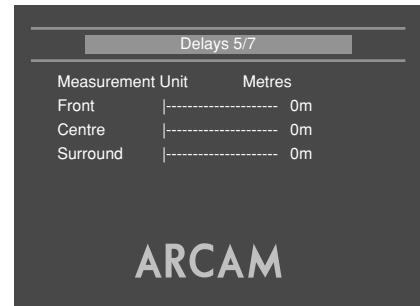 Delays 5/7
Measurement Unit Metres
Front |--------------------- 0m
Centre |--------------------- 0m
Surround |--------------------- 0m
ARCAM